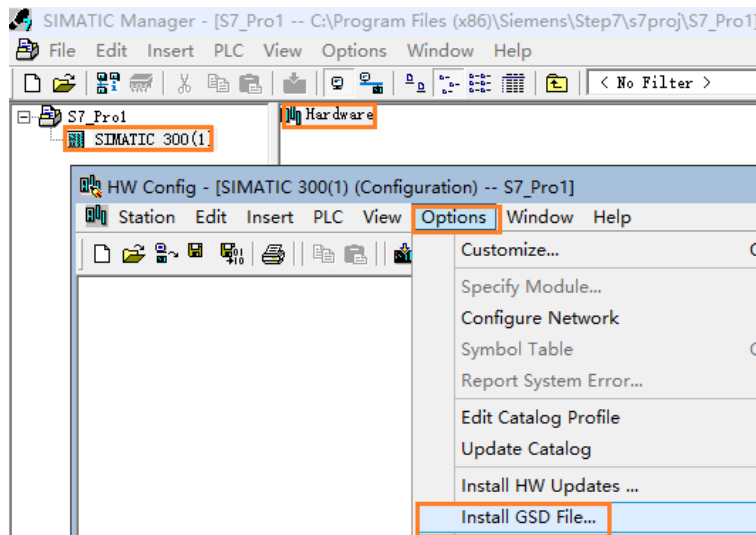 SIMATIC Manager - [S7_Pro1 -- C:\Program Files (x86)\Siemens\Step7\s7proj\S7_Pro1]
File Edit Insert PLC View Options Window Help
< No Filter >
S7_Pro1
Hardware
SIMATIC 300(1)
HW Config - [SIMATIC 300(1) (Configuration) -- S7_Pro1]
Station Edit Insert PLC View Options Window Help
Customize...
Specify Module...
Configure Network
Symbol Table
Report System Error...
Edit Catalog Profile
Update Catalog
Install HW Updates ...
Install GSD File...